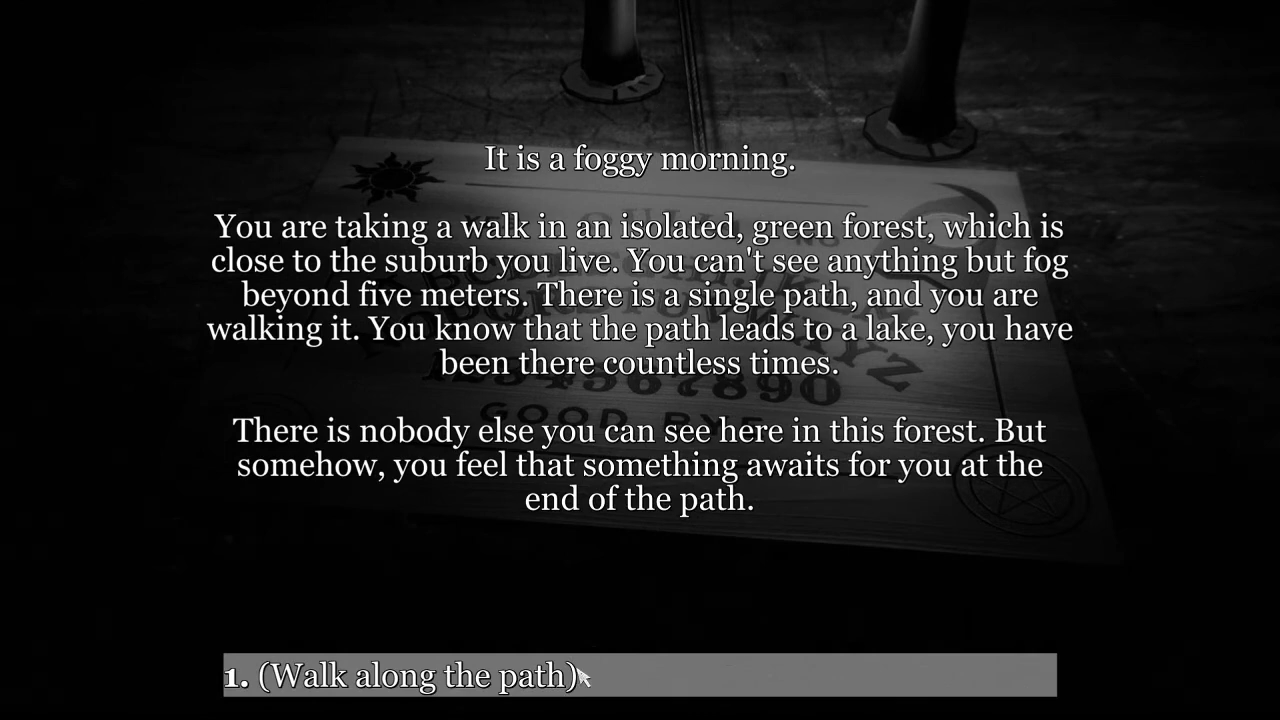 It is a foggy morning.
You are taking a walk in an isolated, green forest, which is
close to the suburb you live. You can't see anything but fog
beyond five meters. There is a single path, and you are
walking it. You know that the path leads to a lake, you have
been there countless times.
1234567890
GOOD BYE
There is nobody else you can see here in this forest. But
somehow, you feel that something awaits for you at the
end of the path.
1. (Walk along the path)